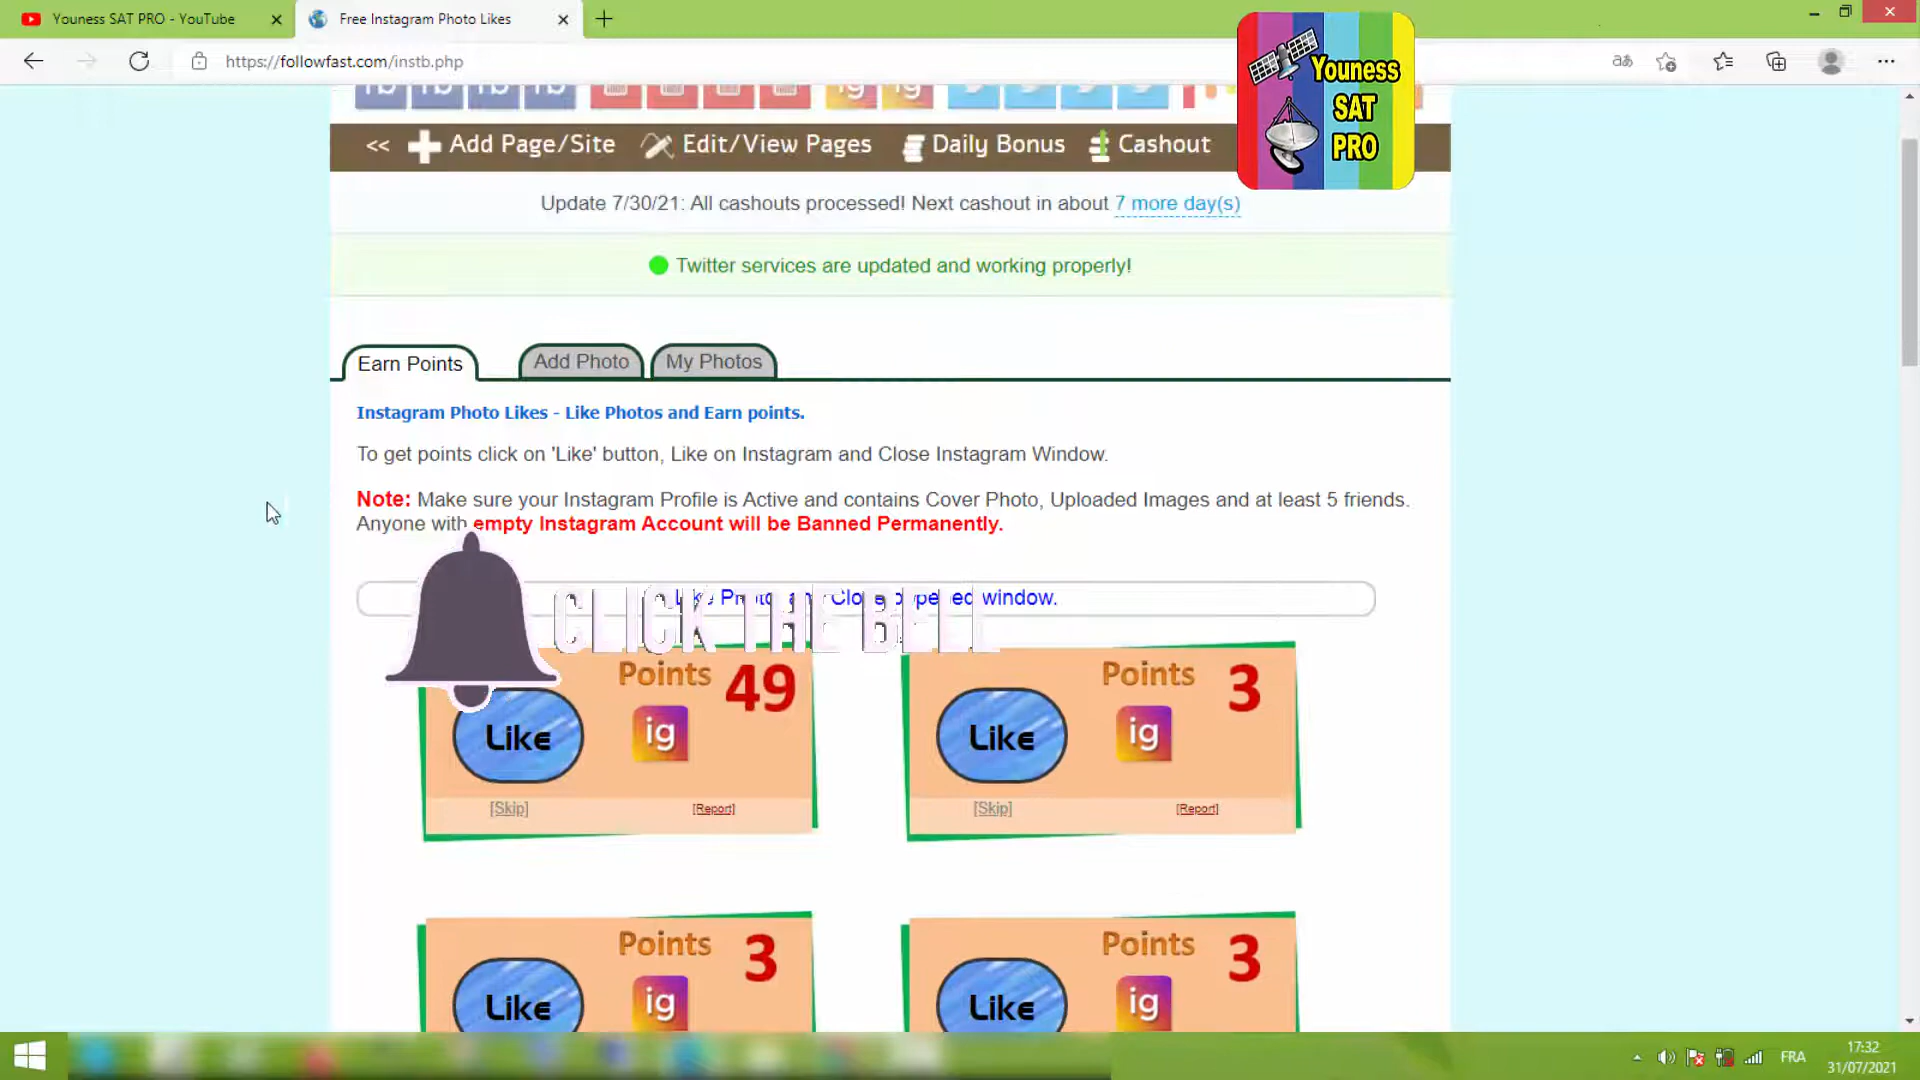 Youness SAT PRO - YouTube
Free Instagram Photo Likes
https://followfast.com/instb.php
Youness
SAT
PRO
<< Add Page/Site Edit/View Pages Daily Bonus Cashout
Update 7/30/21: All cashouts processed! Next cashout in about 7 more day(s)
Twitter services are updated and working properly!
Earn Points
Add Photo
My Photos
Instagram Photo Likes - Like Photos and Earn points.
To get points click on 'Like' button, Like on Instagram and Close Instagram Window.
Note: Make sure your Instagram Profile is Active and contains Cover Photo, Uploaded Images and at least 5 friends.
Anyone with empty Instagram Account will be Banned Permanently.
Like Photo and Close opened window.
CLICK THE BELL
Points 49
Like
ig
[Skip]
[Report]
Points 3
Like
ig
[Skip]
[Report]
Points 3
Like
ig
Points 3
Like
ig
FRA
17:32
31/07/2021